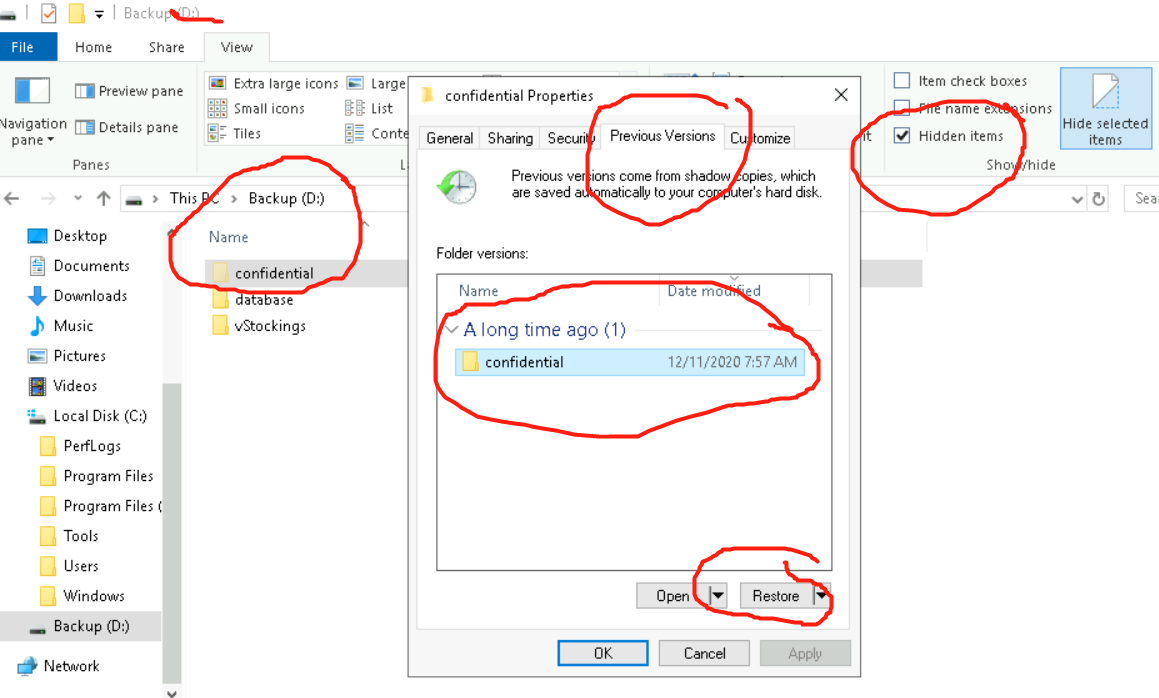 Backup (D:)
File Home Share View
Navigation pane
Preview pane
Details pane
Panes
Extra large icons Large
Small icons List
Tiles Conte
Item check boxes
File name extensions
Hidden items
Hide selected
items
Show/hide
This PC > Backup (D:)
Sea
Desktop
Documents
Downloads
Music
Pictures
Videos
Local Disk (C:)
PerfLogs
Program Files
Program Files (
Tools
Users
Windows
Backup (D:)
Network
Name
confidential
database
vStockings
confidential Properties
General Sharing Security Previous Versions Customize
Previous versions come from shadow copies, which
are saved automatically to your computer's hard disk.
Folder versions:
Name Date modified
A long time ago (1)
confidential 12/11/2020 7:57 AM
Open Restore
OK Cancel Apply